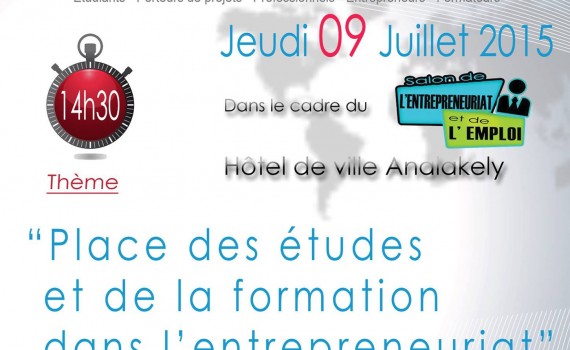 Etudiants - Porteurs de projets - Professionnels - Entrepreneurs - Formateurs
Jeudi 09 Juillet 2015
14h30
Dans le cadre du
Salon de
L'ENTREPRENEURIAT
et de
L' EMPLOI
Hôtel de ville Analakely
Thème
“Place des études
et de la formation
dans l'entrepreneuriat”